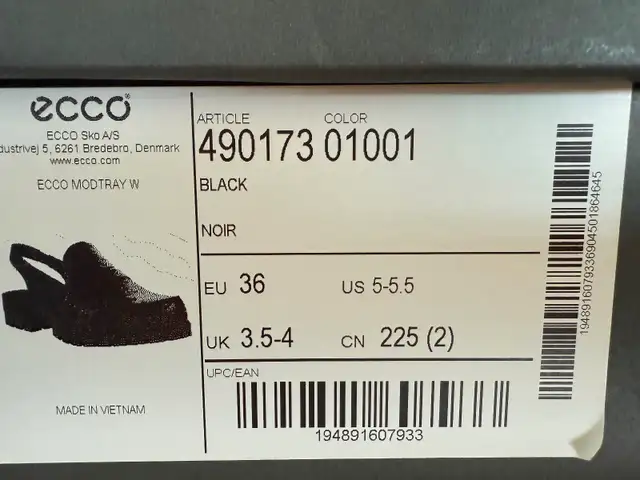 ecco®
ECCO Sko A/S
dustrivej 5, 6261 Bredebro, Denmark
www.ecco.com
ECCO MODTRAY W
MADE IN VIETNAM
ARTICLE COLOR
490173 01001
BLACK
NOIR
EU 36 US 5-5.5
UK 3.5-4 CN 225 (2)
UPC/EAN
194891607933
1948916079336904501864645